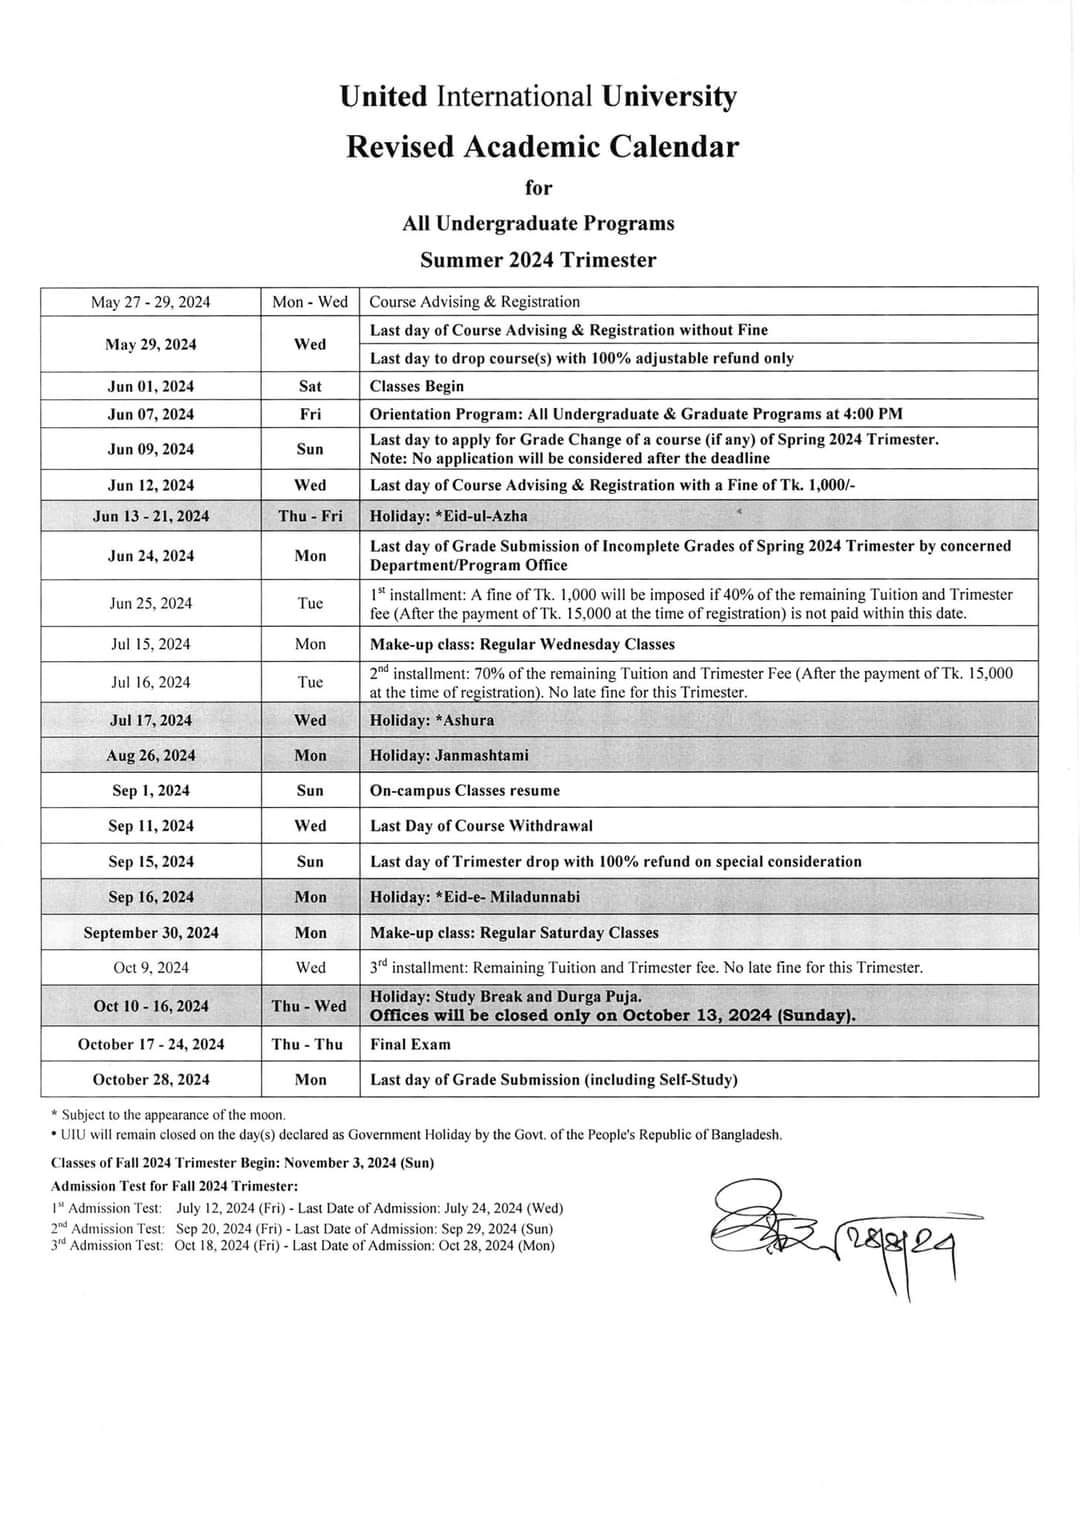 United International University
Revised Academic Calendar
for
All Undergraduate Programs
Summer 2024 Trimester
May 27 - 29, 2024 Mon - Wed Course Advising & Registration
May 29, 2024 Wed Last day of Course Advising & Registration without Fine
Last day to drop course(s) with 100% adjustable refund only
Jun 01, 2024 Sat Classes Begin
Jun 07, 2024 Fri Orientation Program: All Undergraduate & Graduate Programs at 4:00 PM
Jun 09, 2024 Sun Last day to apply for Grade Change of a course (if any) of Spring 2024 Trimester.
Note: No application will be considered after the deadline
Jun 12, 2024 Wed Last day of Course Advising & Registration with a Fine of Tk. 1,000/-
Jun 13 - 21, 2024 Thu - Fri Holiday: *Eid-ul-Azha
Jun 24, 2024 Mon Last day of Grade Submission of Incomplete Grades of Spring 2024 Trimester by concerned
Department/Program Office
Jun 25, 2024 Tue 1st installment: A fine of Tk. 1,000 will be imposed if 40% of the remaining Tuition and Trimester
fee (After the payment of Tk. 15,000 at the time of registration) is not paid within this date.
Jul 15, 2024 Mon Make-up class: Regular Wednesday Classes
Jul 16, 2024 Tue 2nd installment: 70% of the remaining Tuition and Trimester Fee (After the payment of Tk. 15,000
at the time of registration). No late fine for this Trimester.
Jul 17, 2024 Wed Holiday: *Ashura
Aug 26, 2024 Mon Holiday: Janmashtami
Sep 1, 2024 Sun On-campus Classes resume
Sep 11, 2024 Wed Last Day of Course Withdrawal
Sep 15, 2024 Sun Last day of Trimester drop with 100% refund on special consideration
Sep 16, 2024 Mon Holiday: *Eid-e- Miladunnabi
September 30, 2024 Mon Make-up class: Regular Saturday Classes
Oct 9, 2024 Wed 3rd installment: Remaining Tuition and Trimester fee. No late fine for this Trimester.
Oct 10 - 16, 2024 Thu - Wed Holiday: Study Break and Durga Puja.
Offices will be closed only on October 13, 2024 (Sunday).
October 17 - 24, 2024 Thu - Thu Final Exam
October 28, 2024 Mon Last day of Grade Submission (including Self-Study)
* Subject to the appearance of the moon.
• UIU will remain closed on the day(s) declared as Government Holiday by the Govt. of the People's Republic of Bangladesh.
Classes of Fall 2024 Trimester Begin: November 3, 2024 (Sun)
Admission Test for Fall 2024 Trimester:
1st Admission Test: July 12, 2024 (Fri) - Last Date of Admission: July 24, 2024 (Wed)
2nd Admission Test: Sep 20, 2024 (Fri) - Last Date of Admission: Sep 29, 2024 (Sun)
3rd Admission Test: Oct 18, 2024 (Fri) - Last Date of Admission: Oct 28, 2024 (Mon)